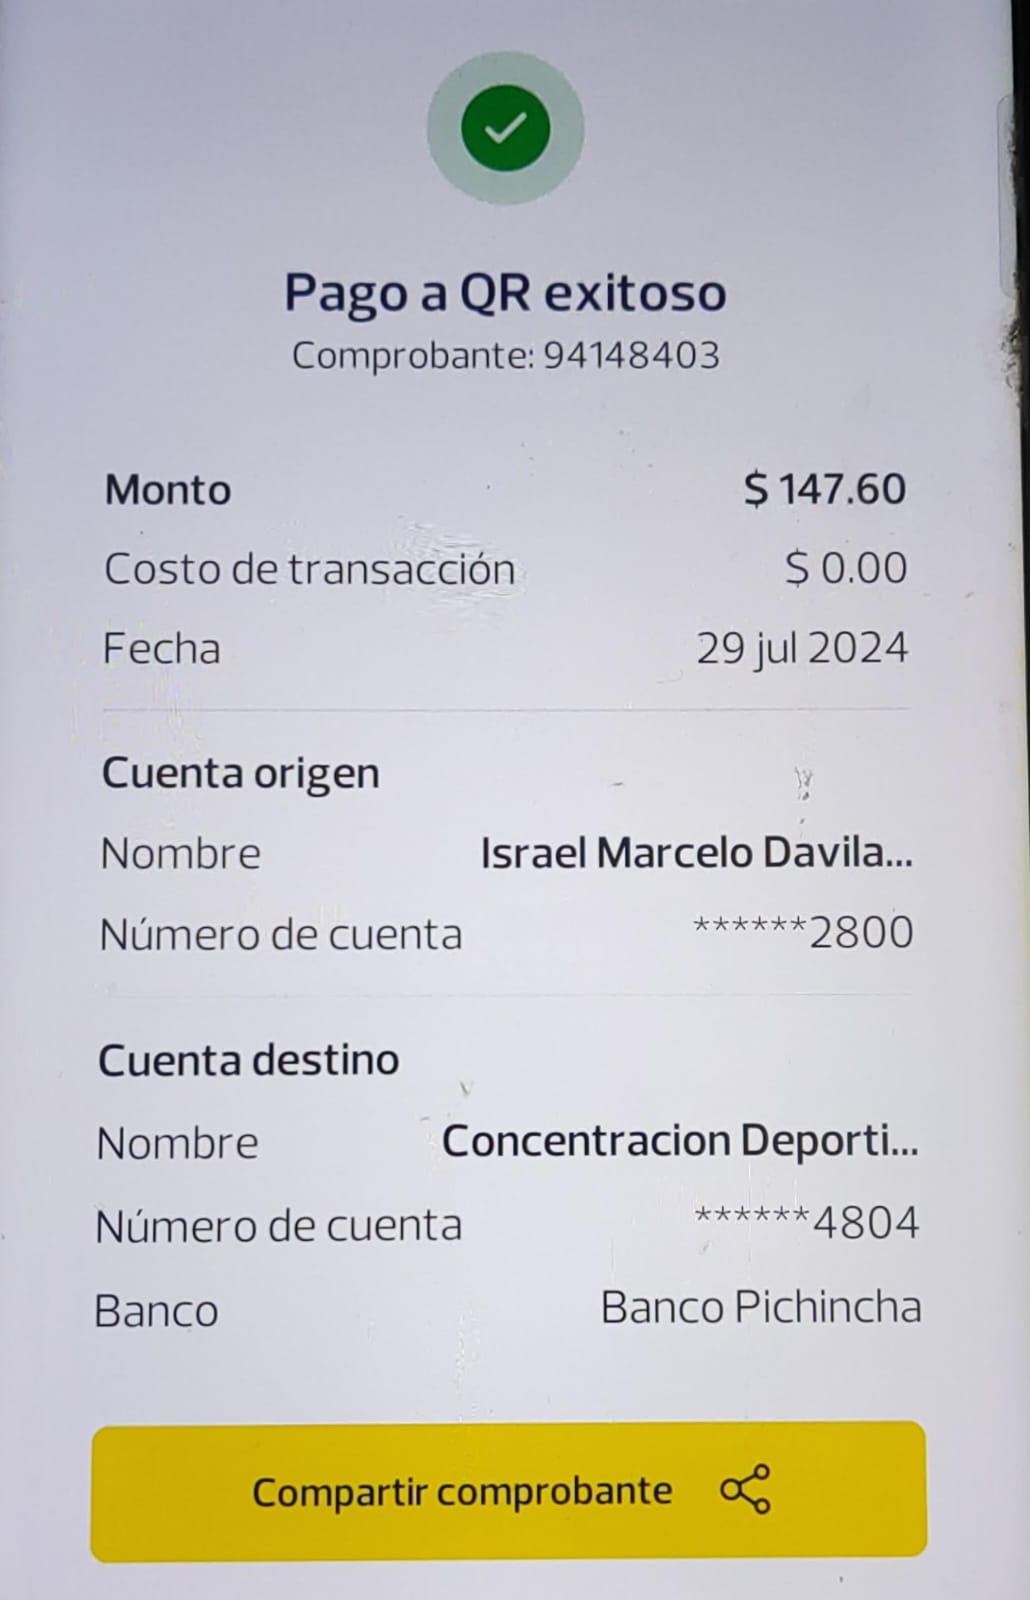 Pago a QR exitoso
Comprobante: 94148403
Monto $ 147.60
Costo de transacción $ 0.00
Fecha 29 jul 2024
Cuenta origen
Nombre Israel Marcelo Davila...
Número de cuenta ******2800
Cuenta destino
Nombre Concentracion Deporti...
Número de cuenta ******4804
Banco Banco Pichincha
Compartir comprobante